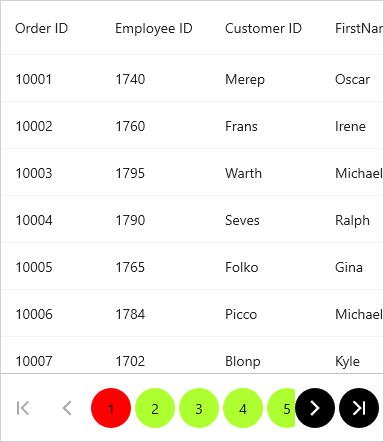 Order ID Employee ID Customer ID FirstNar
10001 1740 Merep Oscar
10002 1760 Frans Irene
10003 1795 Warth Michael
10004 1790 Seves Ralph
10005 1765 Folko Gina
10006 1784 Picco Michael
10007 1702 Blonp Kyle
1 2 3 4 5